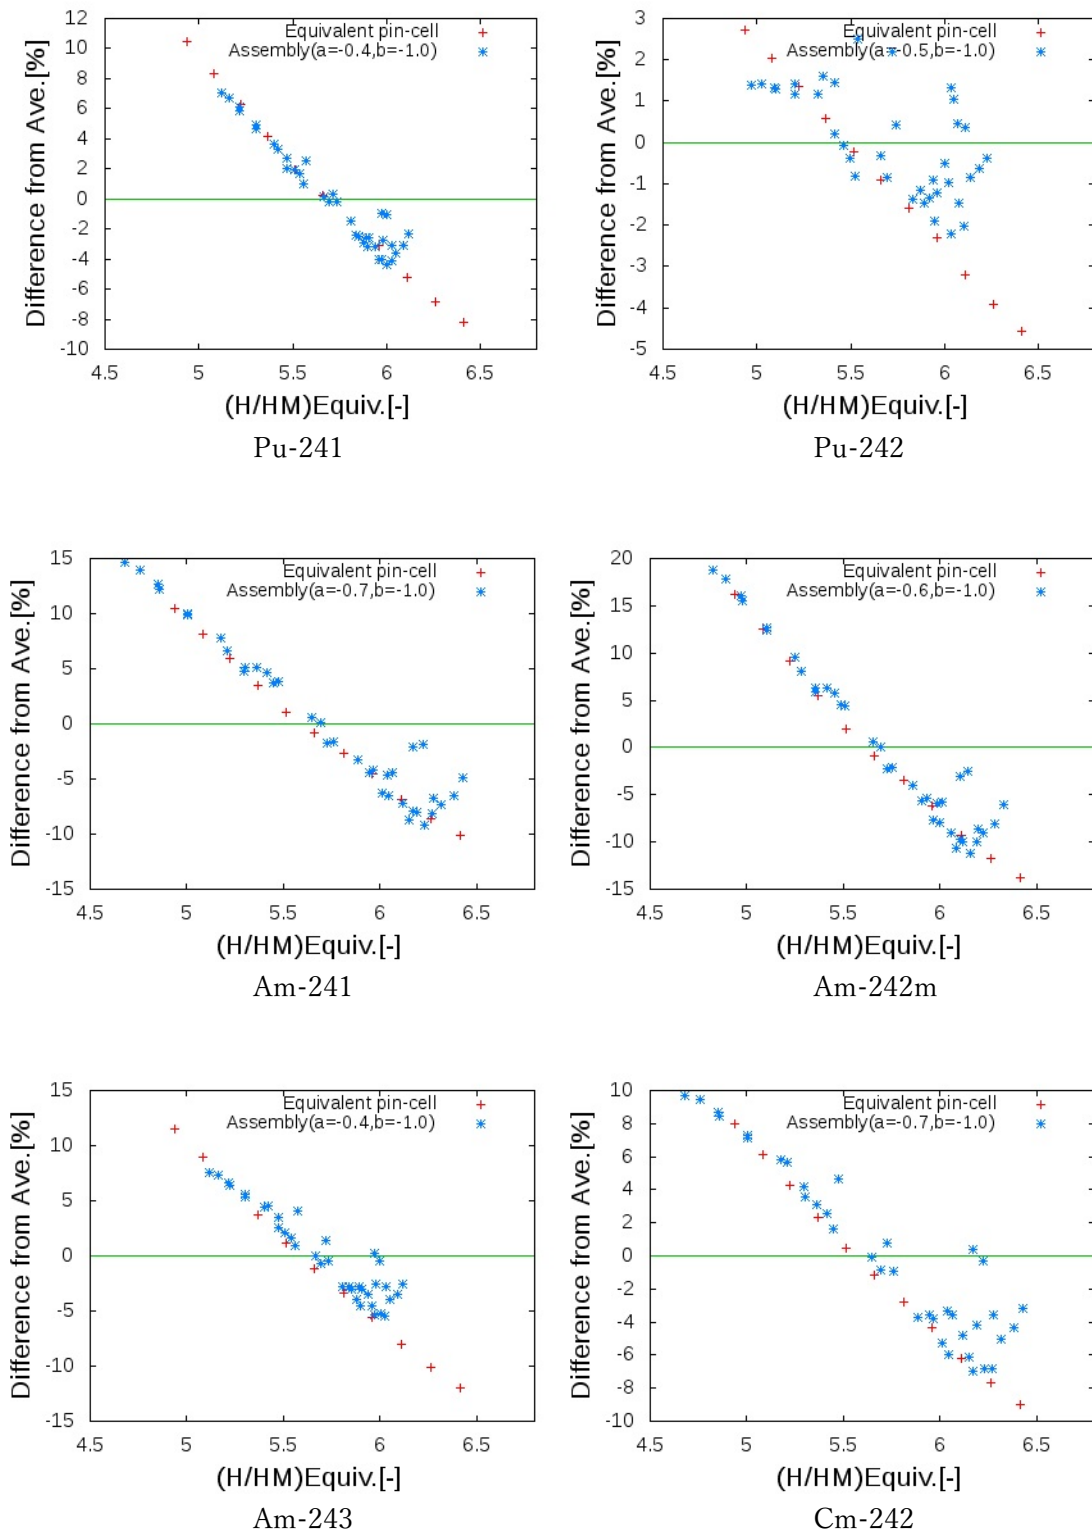 Difference from Ave.[%]
12
10
8
6
4
2
0
-2
-4
-6
-8
-10
Equivalent pin-cell
Assembly(a=-0.4,b=-1.0)
4.5 5 5.5 6 6.5
(H/HM)Equiv.[-]
Pu-241
Difference from Ave.[%]
3
2
1
0
-1
-2
-3
-4
-5
Equivalent pin-cell
Assembly(a=-0.5,b=-1.0)
4.5 5 5.5 6 6.5
(H/HM)Equiv.[-]
Pu-242
Difference from Ave.[%]
15
10
5
0
-5
-10
-15
Equivalent pin-cell
Assembly(a=-0.7,b=-1.0)
4.5 5 5.5 6 6.5
(H/HM)Equiv.[-]
Am-241
Difference from Ave.[%]
20
15
10
5
0
-5
-10
-15
Equivalent pin-cell
Assembly(a=-0.6,b=-1.0)
4.5 5 5.5 6 6.5
(H/HM)Equiv.[-]
Am-242m
Difference from Ave.[%]
15
10
5
0
-5
-10
-15
Equivalent pin-cell
Assembly(a=-0.4,b=-1.0)
4.5 5 5.5 6 6.5
(H/HM)Equiv.[-]
Am-243
Difference from Ave.[%]
10
8
6
4
2
0
-2
-4
-6
-8
-10
Equivalent pin-cell
Assembly(a=-0.7,b=-1.0)
4.5 5 5.5 6 6.5
(H/HM)Equiv.[-]
Cm-242